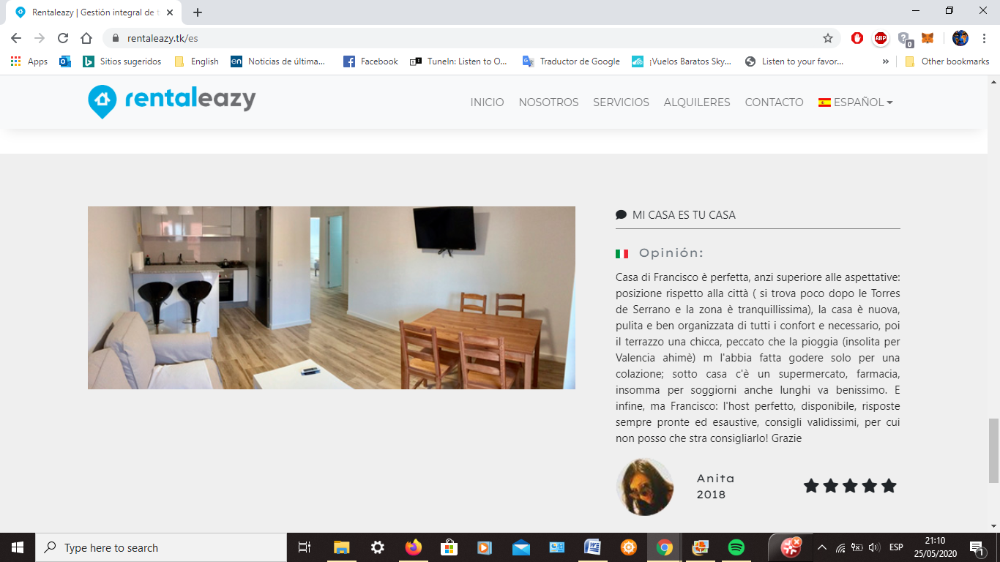 Rentaleazy | Gestión integral de t
rentaleazy.tk/es
ABP
0
Apps
Sitios sugeridos
English
en
Noticias de última...
Facebook
TuneIn: Listen to O...
Traductor de Google
¡Vuelos Baratos Sky...
Listen to your favor...
»
Other bookmarks
rentaleazy
INICIO
NOSOTROS
SERVICIOS
ALQUILERES
CONTACTO
ESPAÑOL
MI CASA ES TU CASA
Opinión:
Casa di Francisco è perfetta, anzi superiore alle aspettative:
posizione rispetto alla città ( si trova poco dopo le Torres
de Serrano e la zona è tranquillissima), la casa è nuova,
pulita e ben organizzata di tutti i confort e necessario, poi
il terrazzo una chicca, peccato che la pioggia (insolita per
Valencia ahimè) m l'abbia fatta godere solo per una
colazione; sotto casa c'è un supermercato, farmacia,
insomma per soggiorni anche lunghi va benissimo. E
infine, ma Francisco: l'host perfetto, disponibile, risposte
sempre pronte ed esaustive, consigli validissimi, per cui
non posso che stra consigliarlo! Grazie
Anita
2018
Type here to search
ESP
21:10
25/05/2020
1